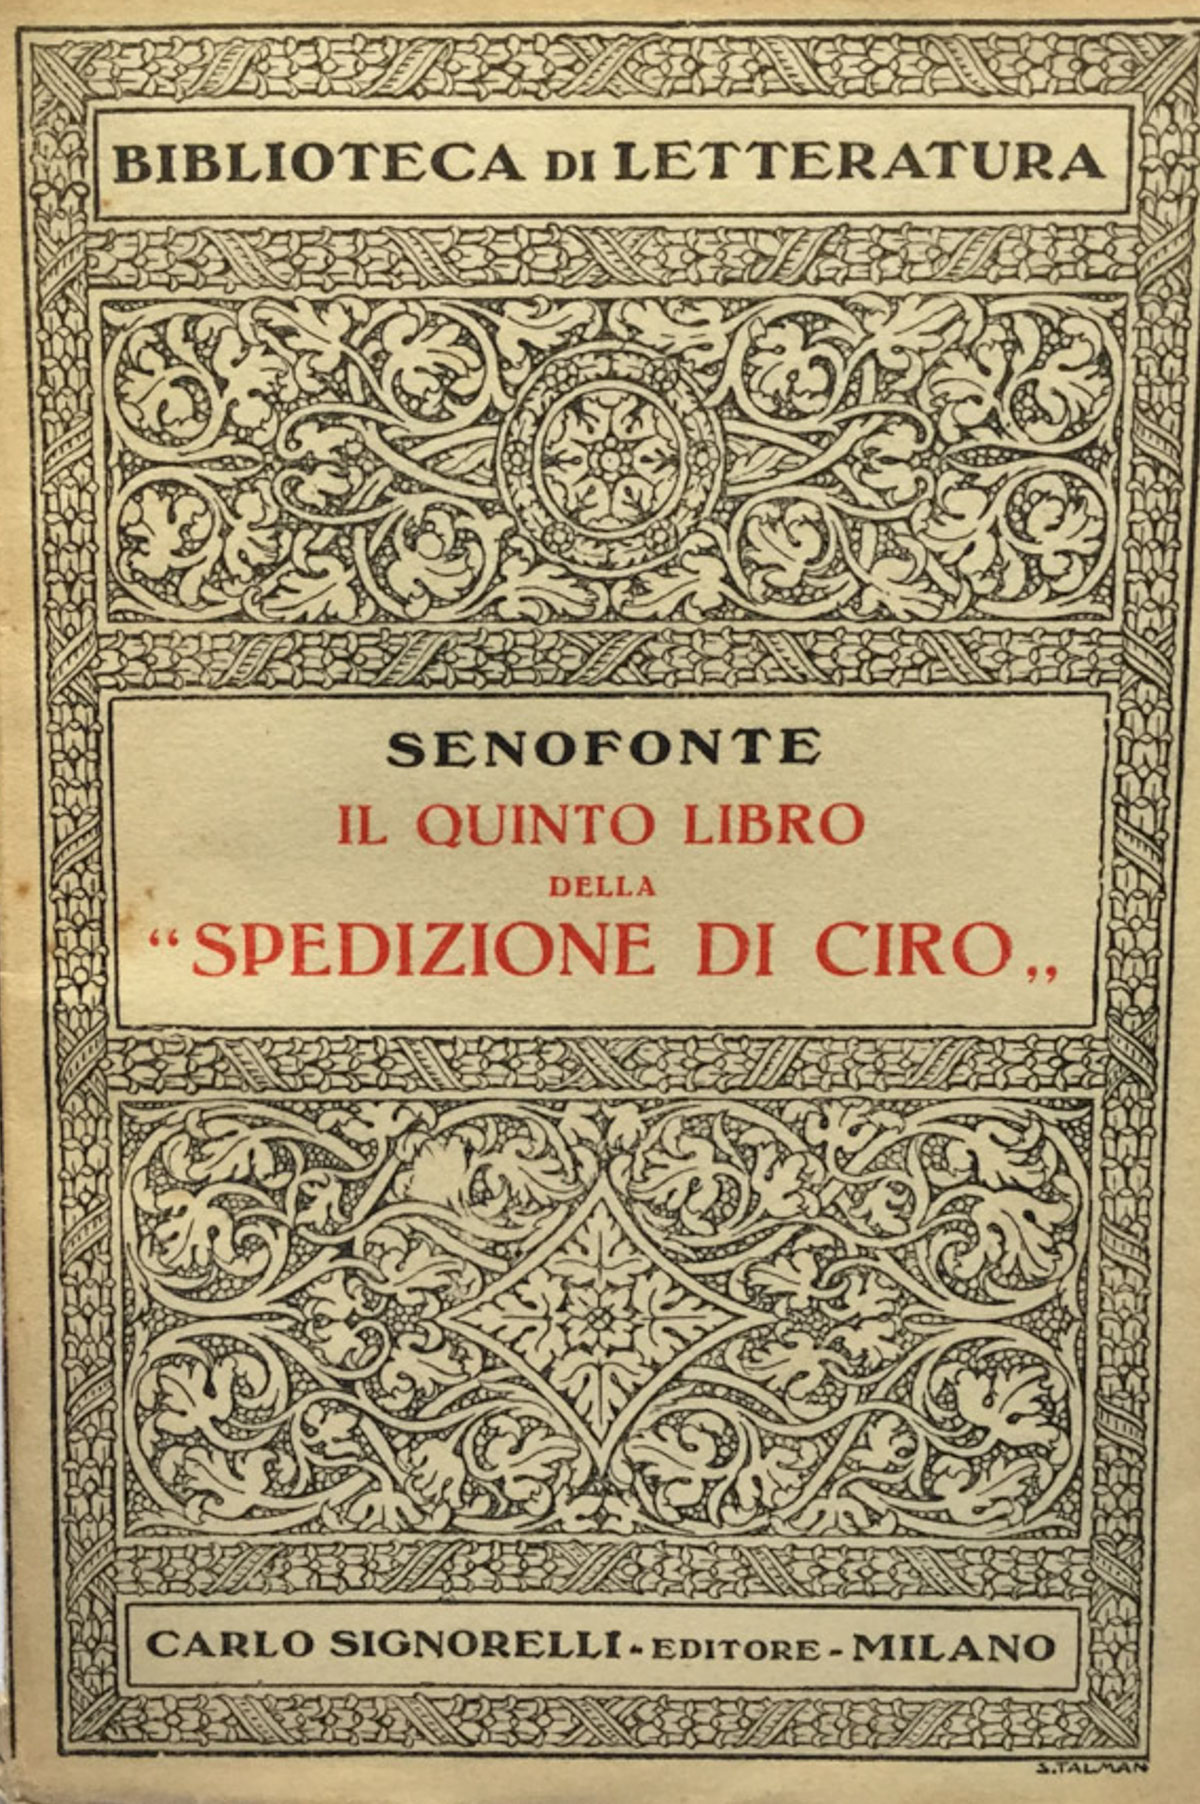 BIBLIOTECA DI LETTERATURA
SENOFONTE
IL QUINTO LIBRO
DELLA
“SPEDIZIONE DI CIRO„
CARLO SIGNORELLI - EDITORE - MILANO
S. TALMAN